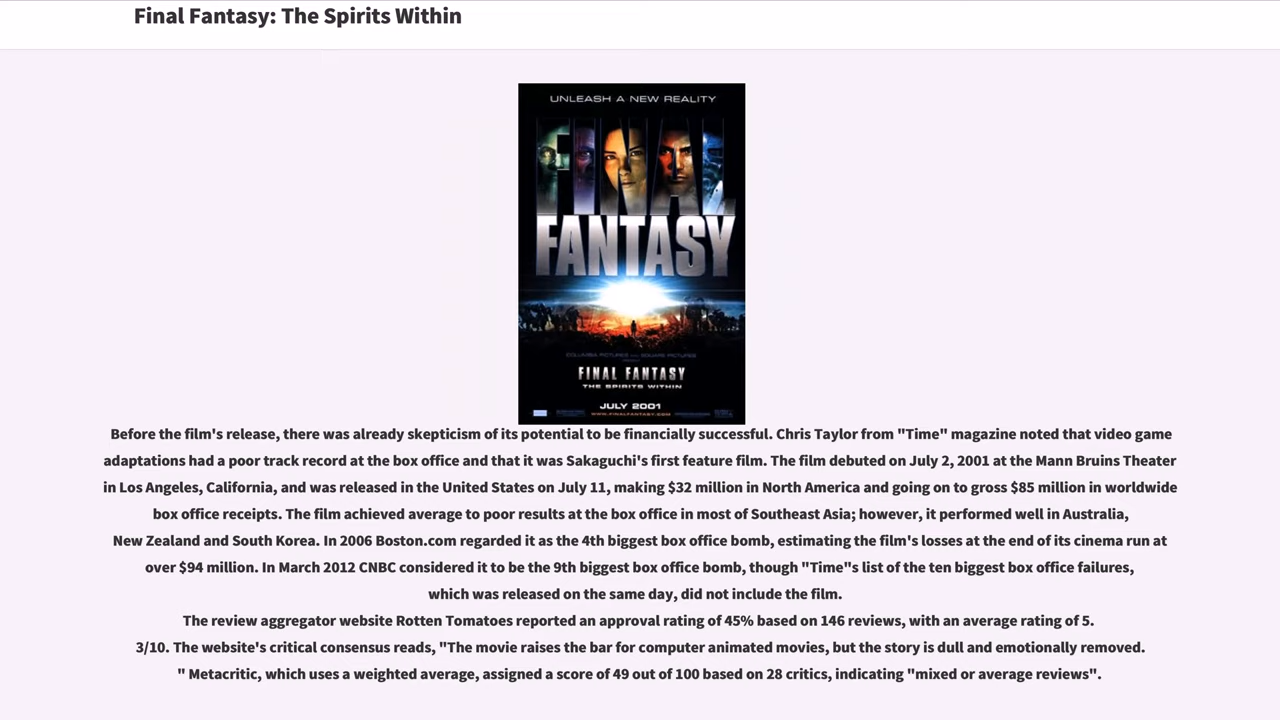 Final Fantasy: The Spirits Within
UNLEASH A NEW REALITY
FINAL
FANTASY
COLUMBIA PICTURES AND SQUARE PICTURES
PRESENT
FINAL FANTASY
THE SPIRITS WITHIN
JULY 2001
WWW.FINALFANTASY.COM
Before the film's release, there was already skepticism of its potential to be financially successful. Chris Taylor from "Time" magazine noted that video game
adaptations had a poor track record at the box office and that it was Sakaguchi's first feature film. The film debuted on July 2, 2001 at the Mann Bruins Theater
in Los Angeles, California, and was released in the United States on July 11, making $32 million in North America and going on to gross $85 million in worldwide
box office receipts. The film achieved average to poor results at the box office in most of Southeast Asia; however, it performed well in Australia,
New Zealand and South Korea. In 2006 Boston.com regarded it as the 4th biggest box office bomb, estimating the film's losses at the end of its cinema run at
over $94 million. In March 2012 CNBC considered it to be the 9th biggest box office bomb, though "Time"s list of the ten biggest box office failures,
which was released on the same day, did not include the film.
The review aggregator website Rotten Tomatoes reported an approval rating of 45% based on 146 reviews, with an average rating of 5.
3/10. The website's critical consensus reads, "The movie raises the bar for computer animated movies, but the story is dull and emotionally removed.
" Metacritic, which uses a weighted average, assigned a score of 49 out of 100 based on 28 critics, indicating "mixed or average reviews".